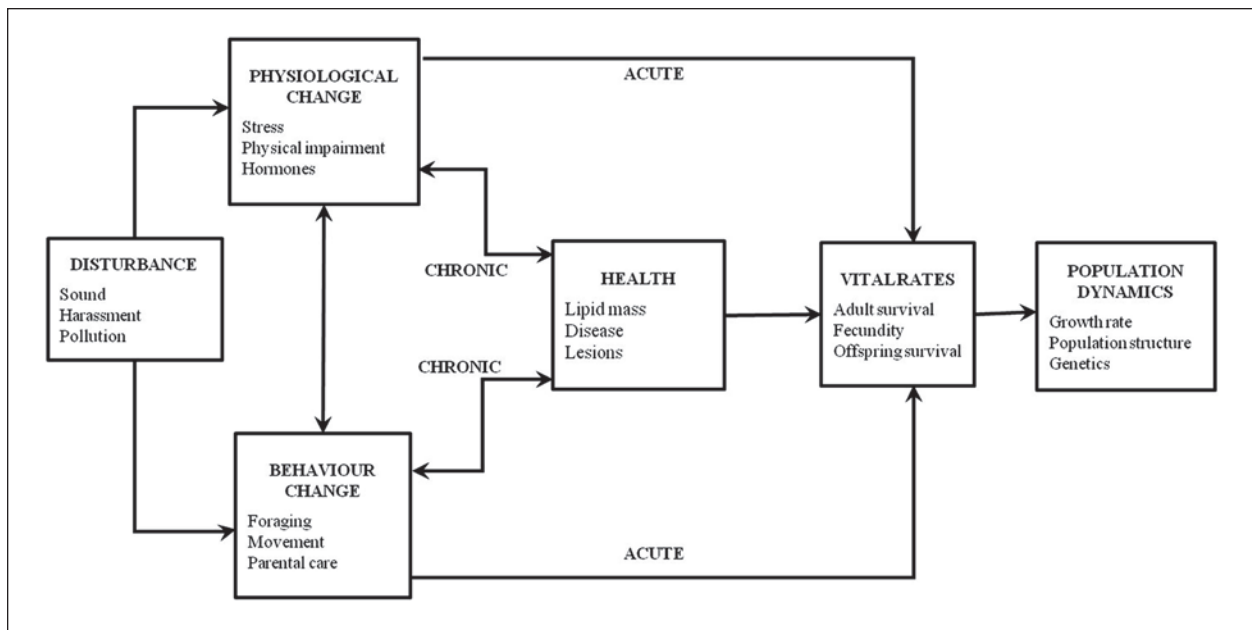 PHYSIOLOGICAL
CHANGE
Stress
Physical impairment
Hormones
ACUTE
DISTURBANCE
Sound
Harassment
Pollution
CHRONIC
HEALTH
Lipid mass
Disease
Lesions
CHRONIC
VITALRATES
Adult survival
Fecundity
Offspring survival
POPULATION
DYNAMICS
Growth rate
Population structure
Genetics
BEHAVIOUR
CHANGE
Foraging
Movement
Parental care
ACUTE